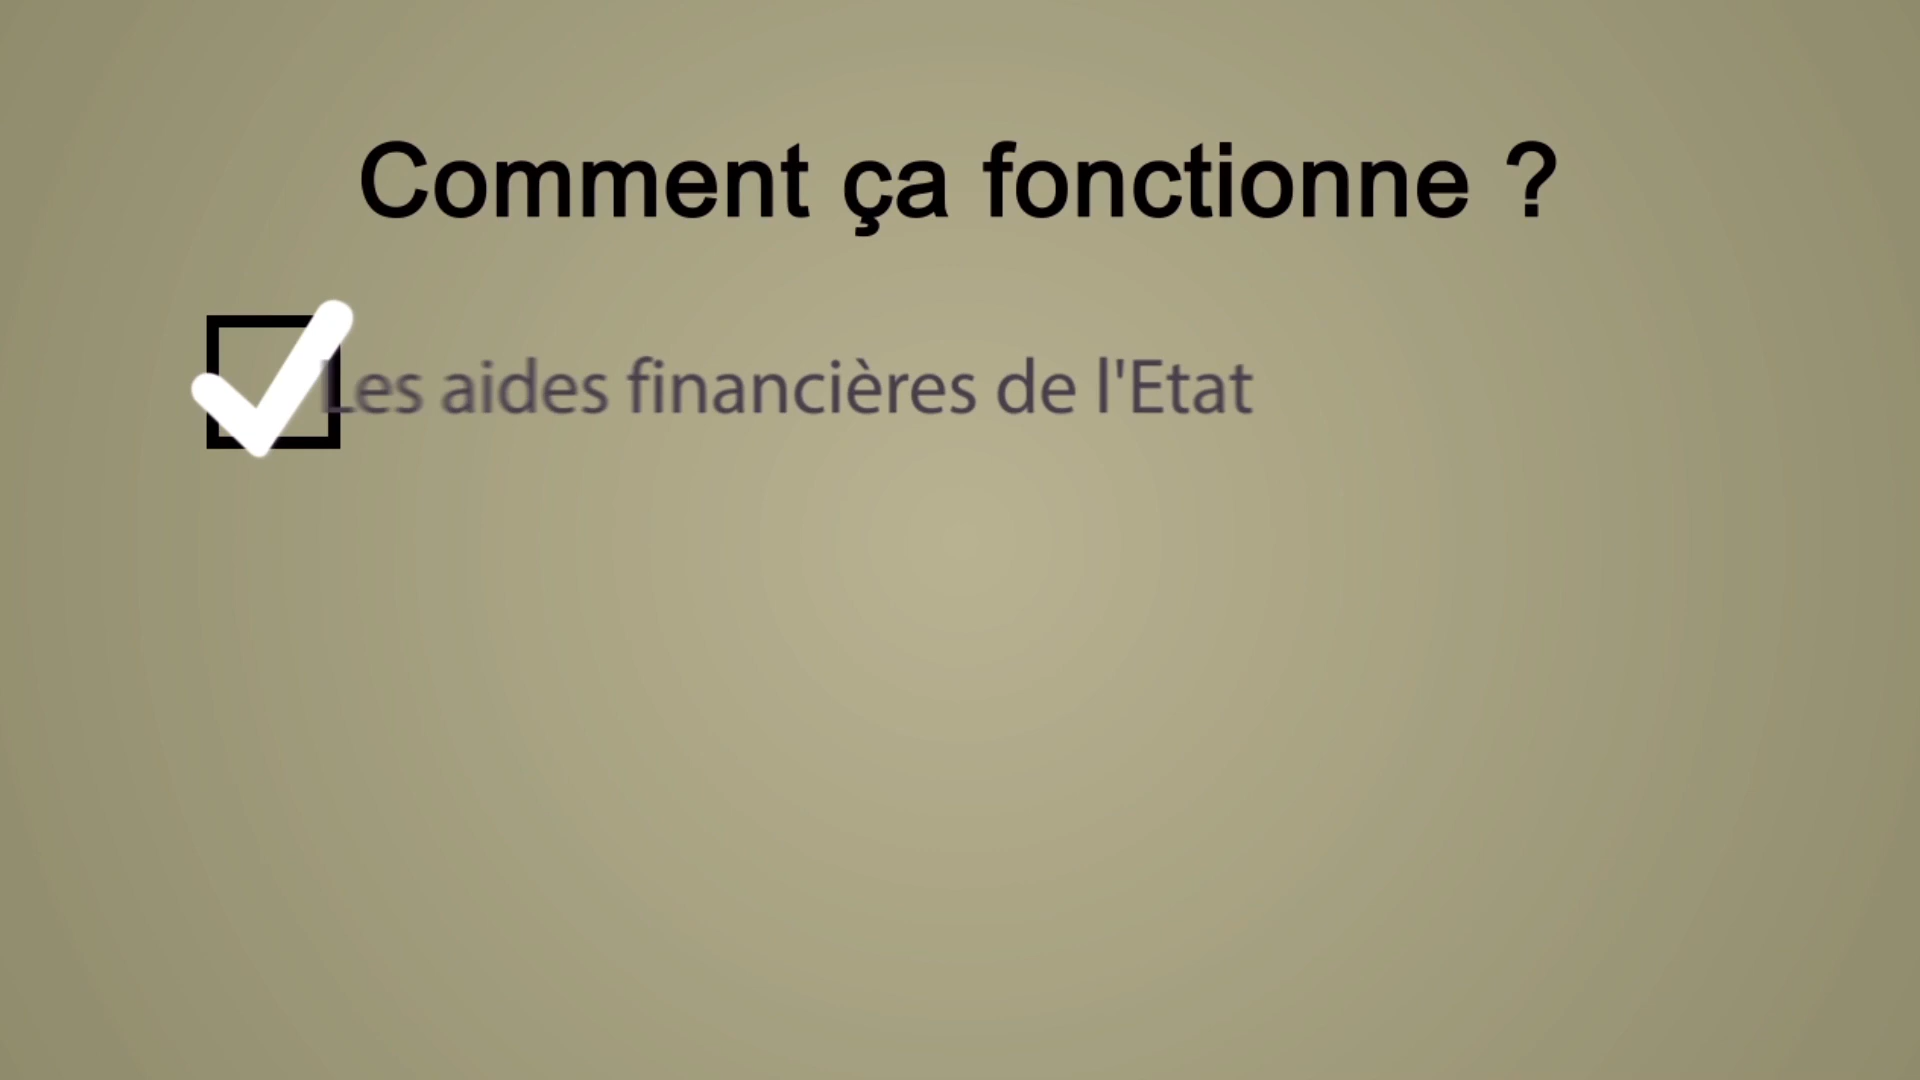 Comment ça fonctionne ?
Les aides financières de l'Etat